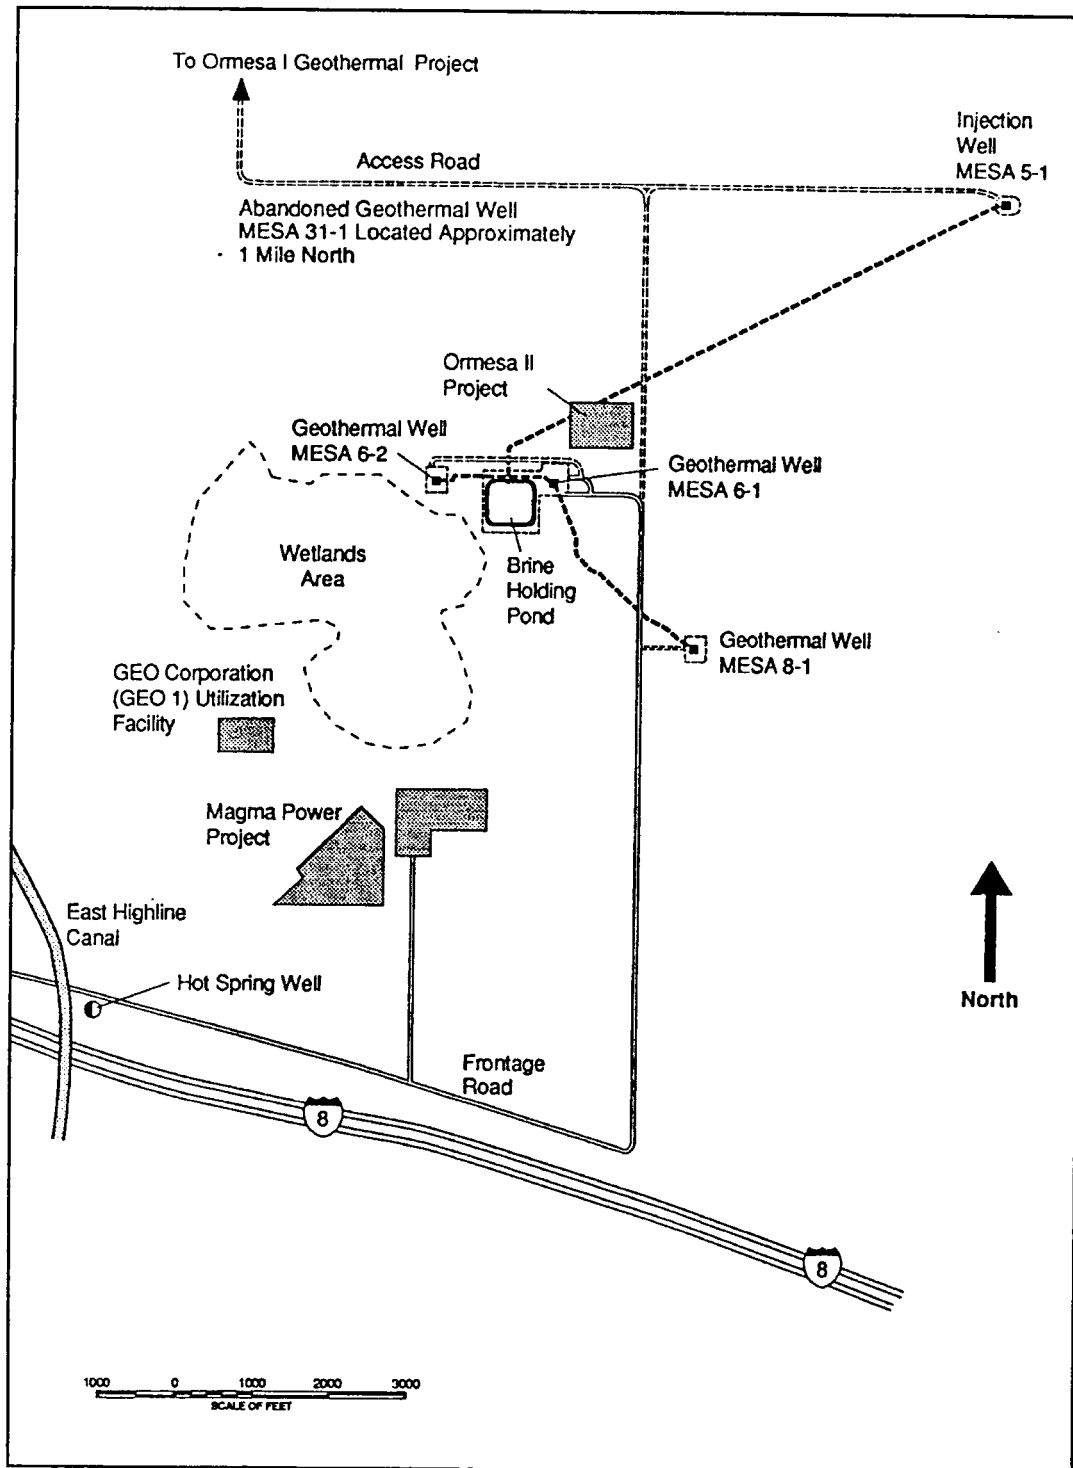 To Ormesa I Geothermal Project
Injection
Well
MESA 5-1
Access Road
Abandoned Geothermal Well
MESA 31-1 Located Approximately
1 Mile North
Ormesa II
Project
Geothermal Well
MESA 6-2
Geothermal Well
MESA 6-1
Wetlands
Area
Brine
Holding
Pond
Geothermal Well
MESA 8-1
GEO Corporation
(GEO 1) Utilization
Facility
Magma Power
Project
East Highline
Canal
Hot Spring Well
North
Frontage
Road
8
8
1000 0 1000 2000 3000
SCALE OF FEET